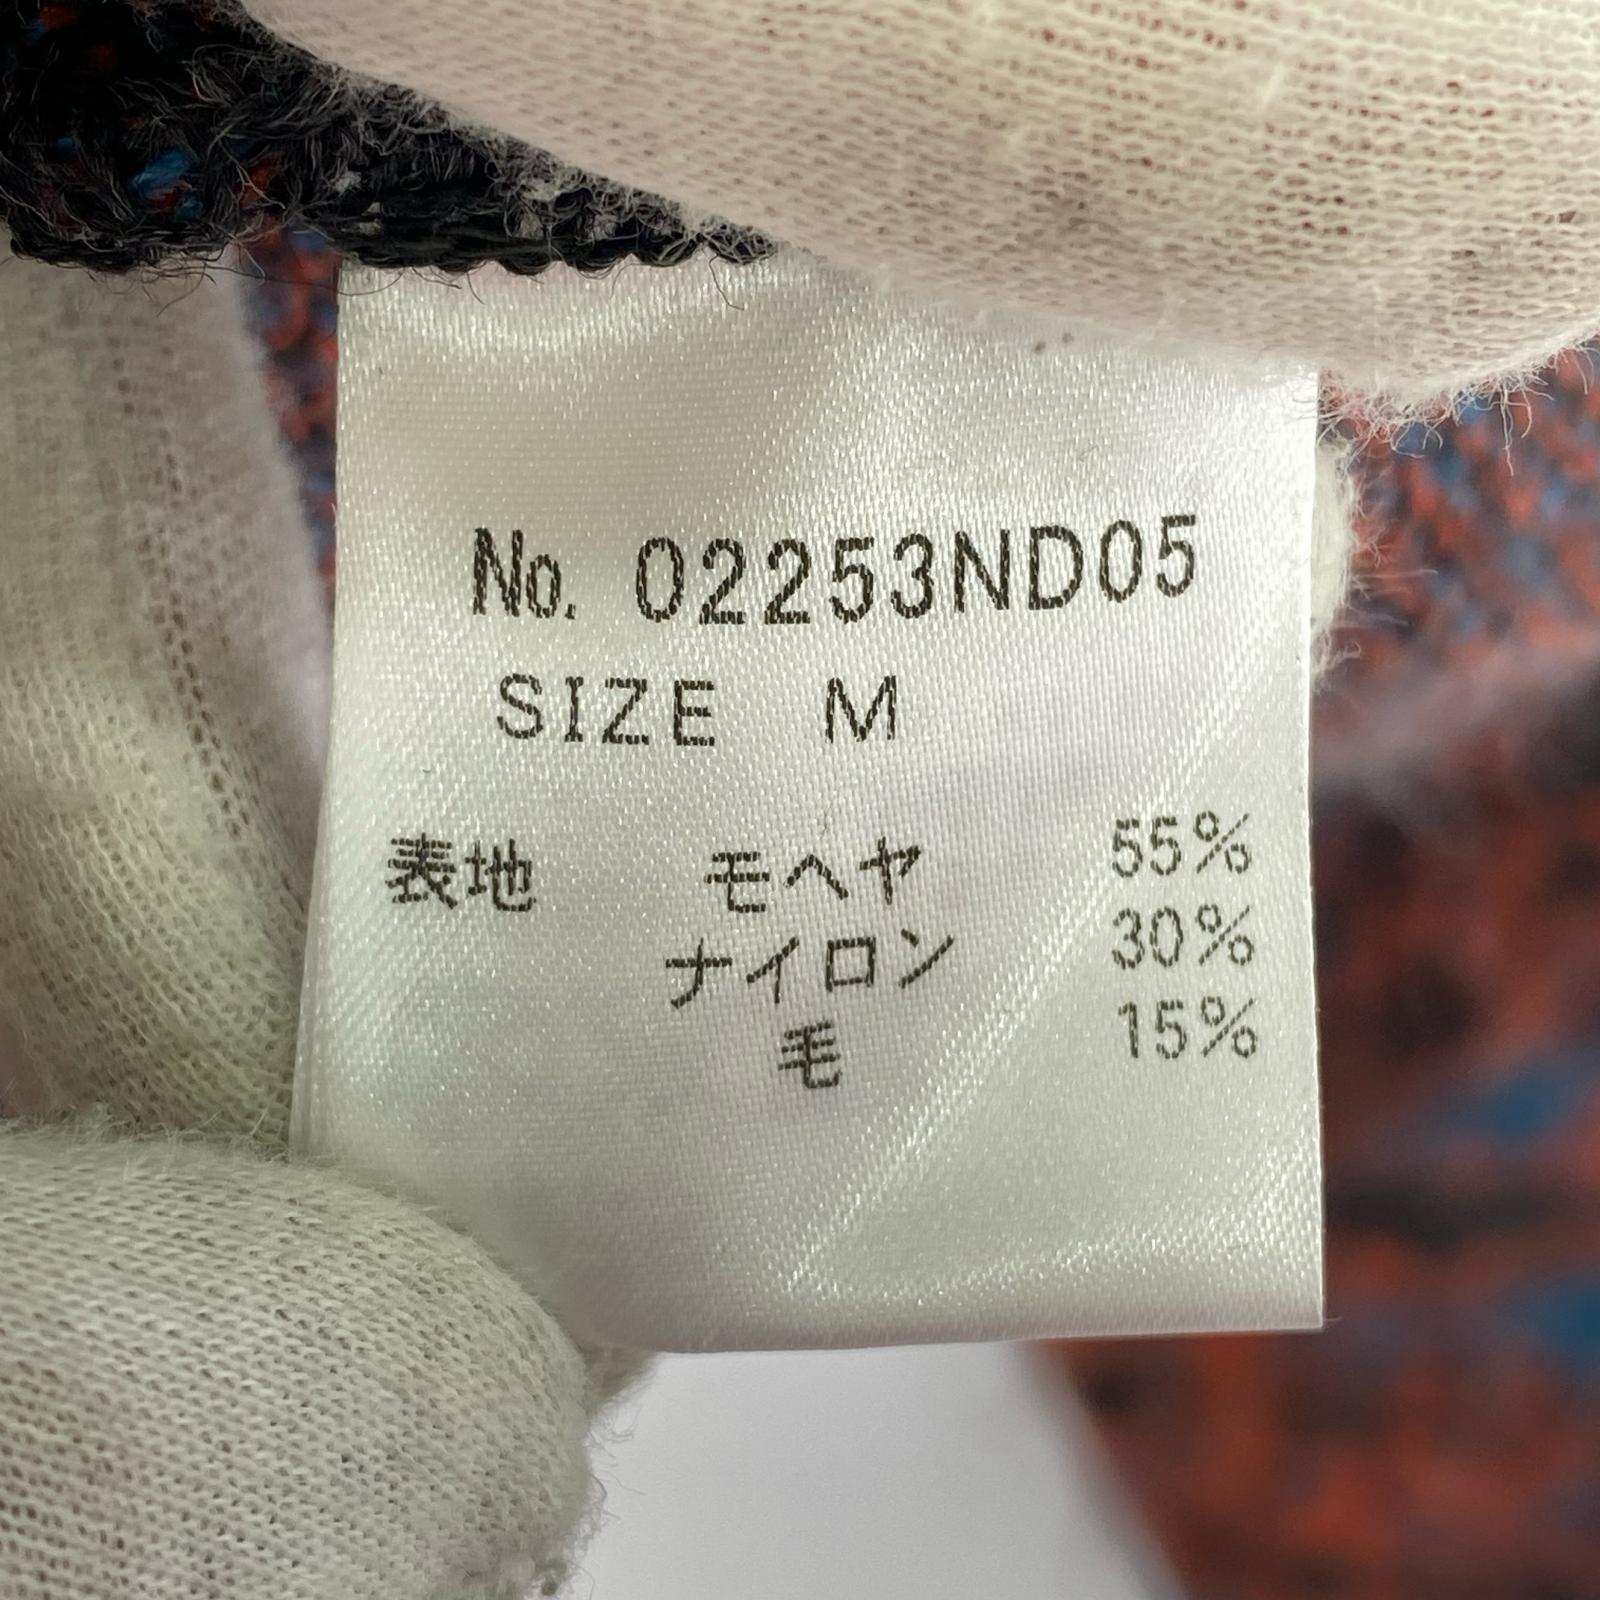 No. 02253ND05
SIZE M
表地 モヘヤ 55%
ナイロン 30%
毛 15%